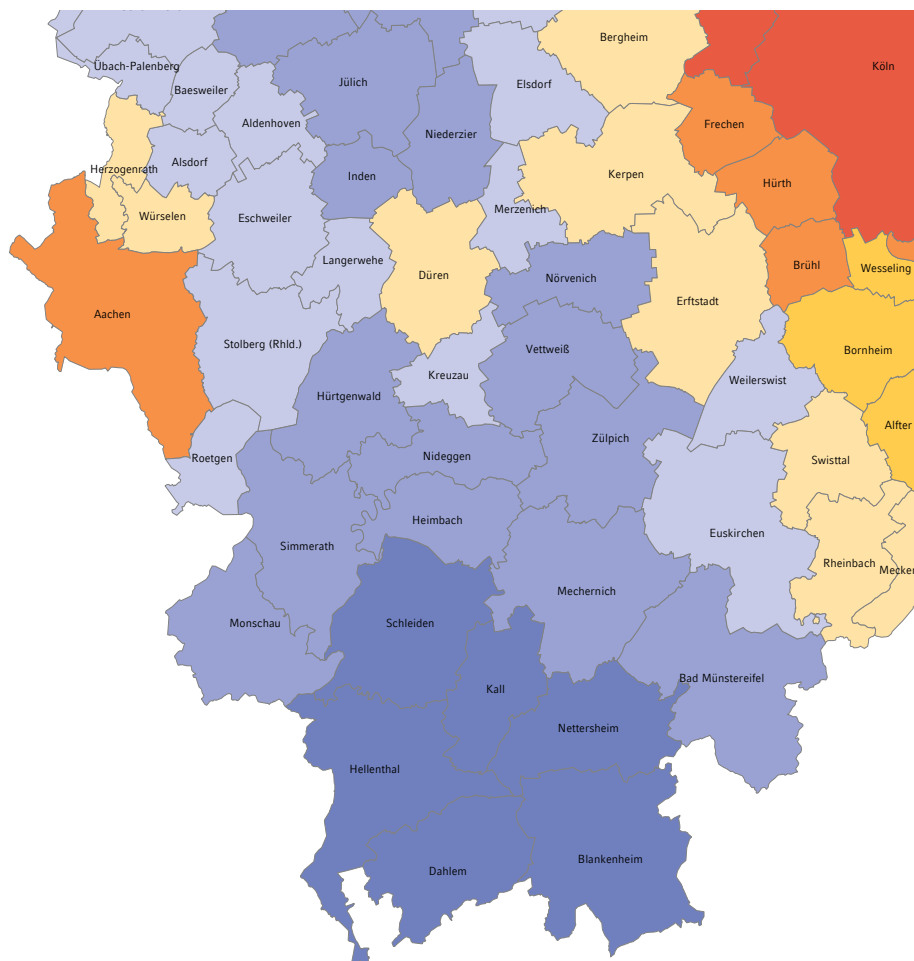 Bergheim
Köln
Übach-Palenberg
Jülich
Elsdorf
Baesweiler
Aldenhoven
Frechen
Niederzier
Alsdorf
Herzogenrath
Inden
Kerpen
Hürth
Würselen
Eschweiler
Merzenich
Langerwehe
Düren
Nörvenich
Brühl
Wesseling
Erftstadt
Aachen
Stolberg (Rhld.)
Vettweiß
Bornheim
Kreuzau
Weilerswist
Hürtgenwald
Alfter
Zülpich
Roetgen
Nideggen
Swisttal
Heimbach
Euskirchen
Simmerath
Rheinbach
Mecken
Mechernich
Monschau
Schleiden
Bad Münstereifel
Kall
Nettersheim
Hellenthal
Blankenheim
Dahlem